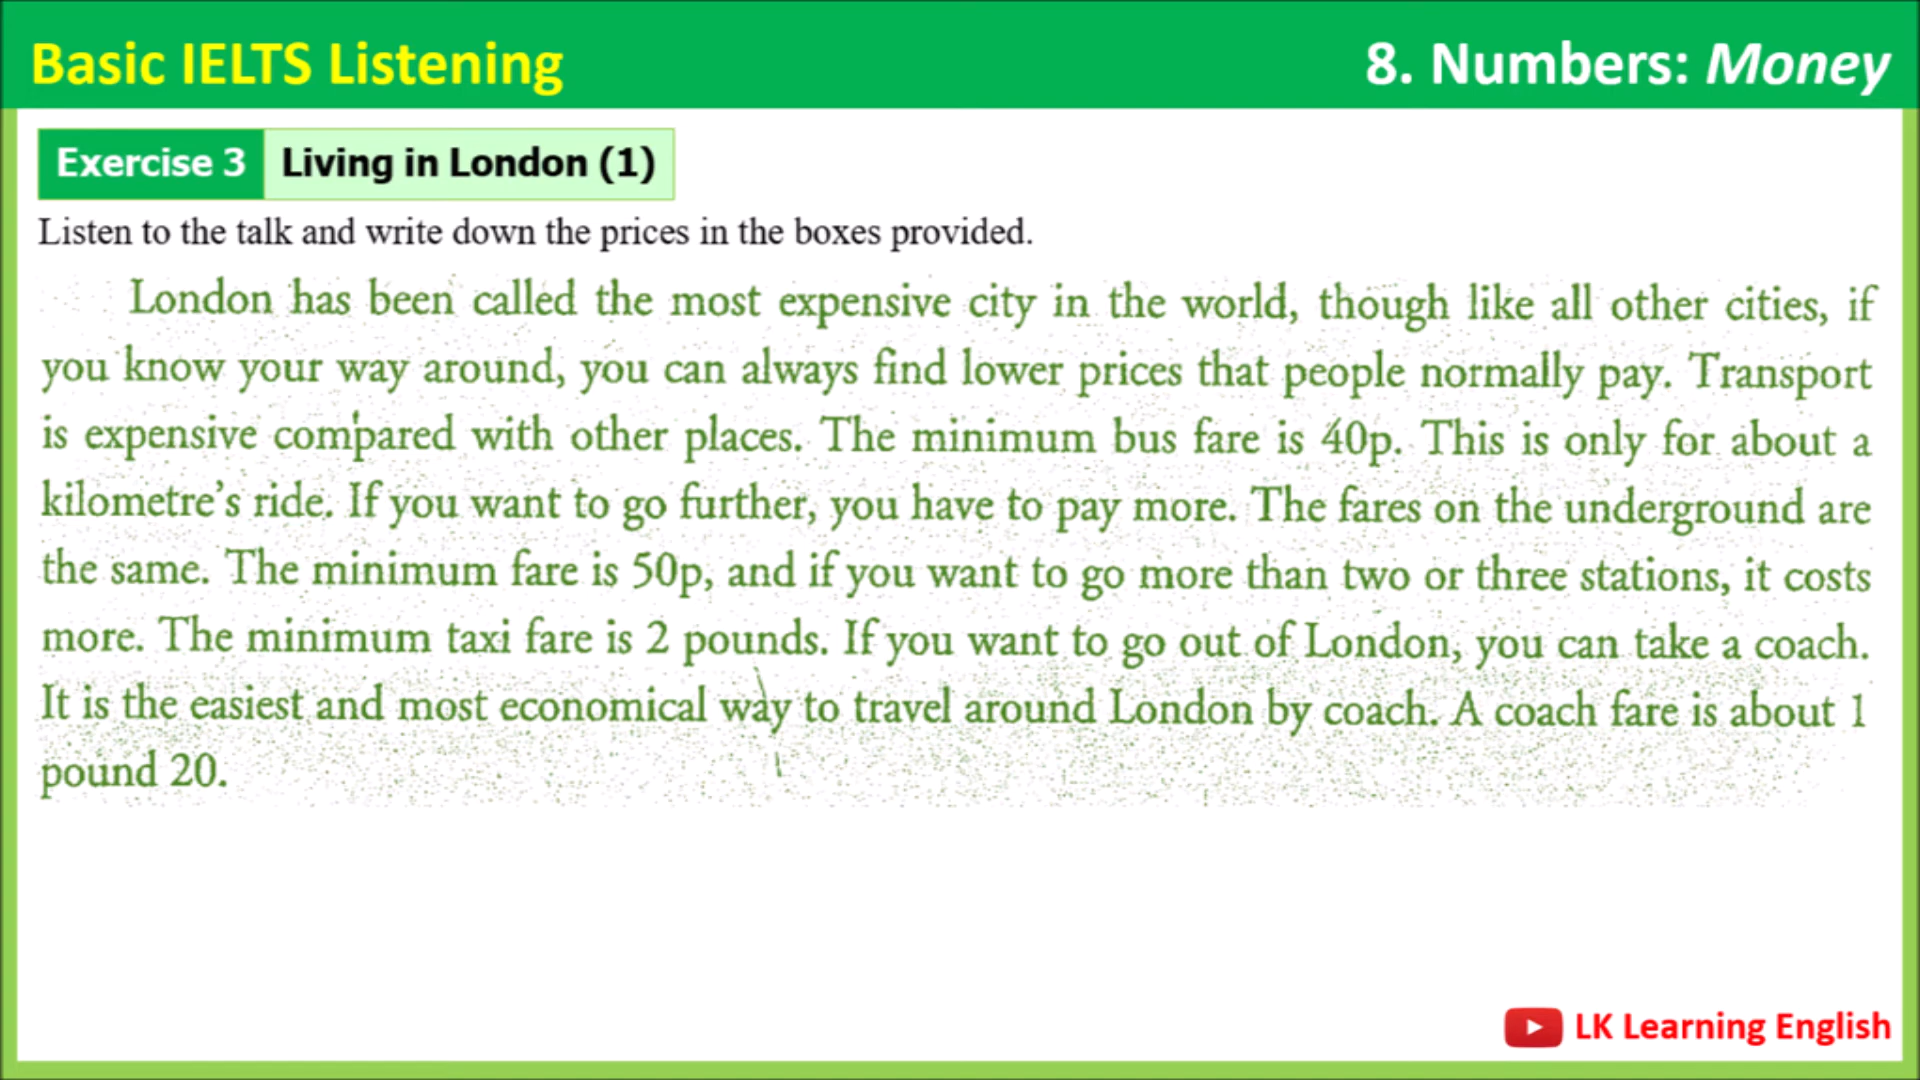 Basic IELTS Listening
8. Numbers: Money
Exercise 3
Living in London (1)
Listen to the talk and write down the prices in the boxes provided.
London has been called the most expensive city in the world, though like all other cities, if
you know your way around, you can always find lower prices that people normally pay. Transport
is expensive compared with other places. The minimum bus fare is 40p. This is only for about a
kilometre's ride. If you want to go further, you have to pay more. The fares on the underground are
the same. The minimum fare is 50p, and if you want to go more than two or three stations, it costs
more. The minimum taxi fare is 2 pounds. If you want to go out of London, you can take a coach.
It is the easiest and most economical way to travel around London by coach. A coach fare is about 1
pound 20.
LK Learning English